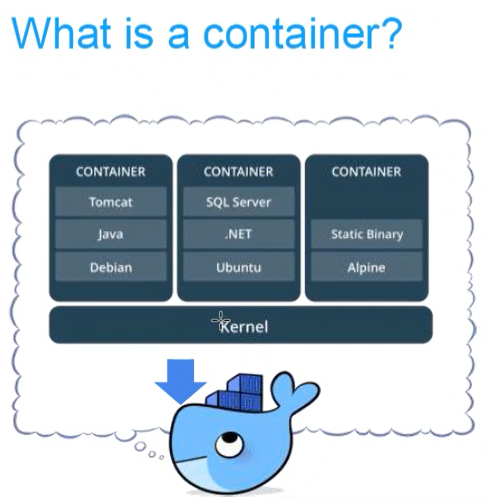 What is a container?
CONTAINER CONTAINER CONTAINER
Tomcat SQL Server
Java .NET Static Binary
Debian Ubuntu Alpine
Kernel